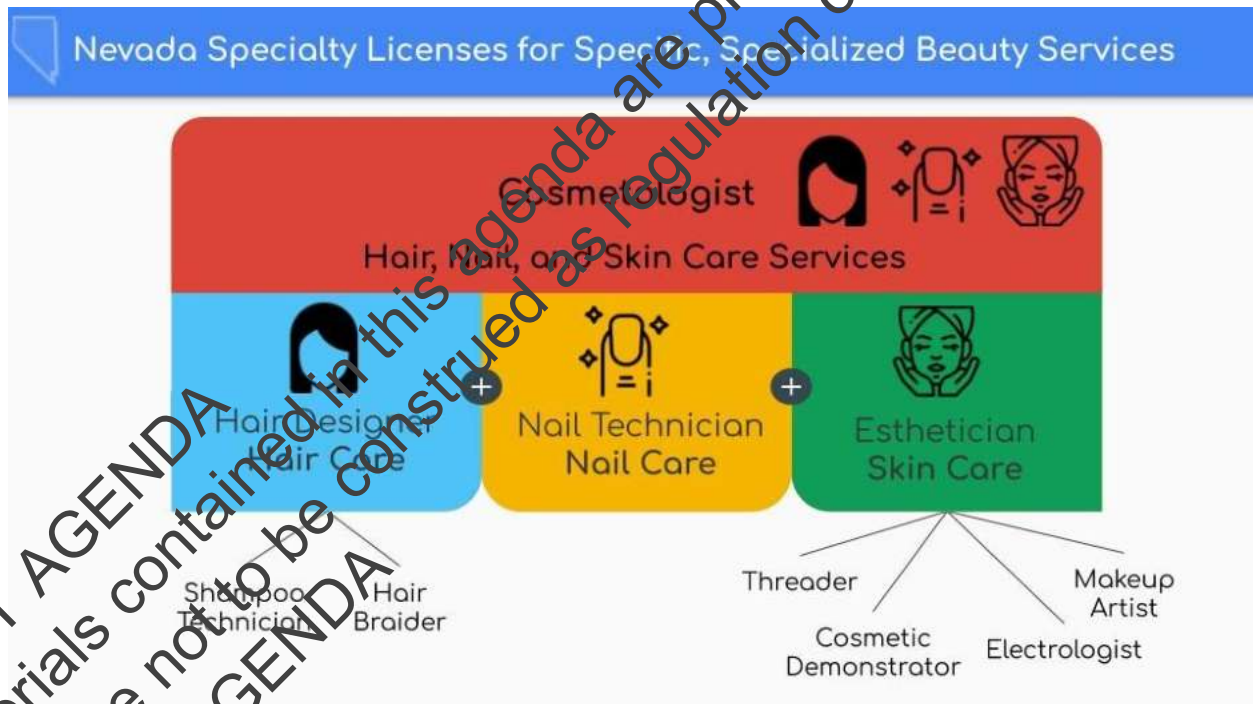 Nevada Specialty Licenses for Specific, Specialized Beauty Services
Cosmetologist
Hair, Nail, and Skin Care Services
Hair Designer
Hair Care
Nail Technician
Nail Care
Esthetician
Skin Care
Shampoo
Technician
Hair
Braider
Threader
Cosmetic
Demonstrator
Electrologist
Makeup
Artist
AGENDA
contained in this agenda are
not to be construed as regulation